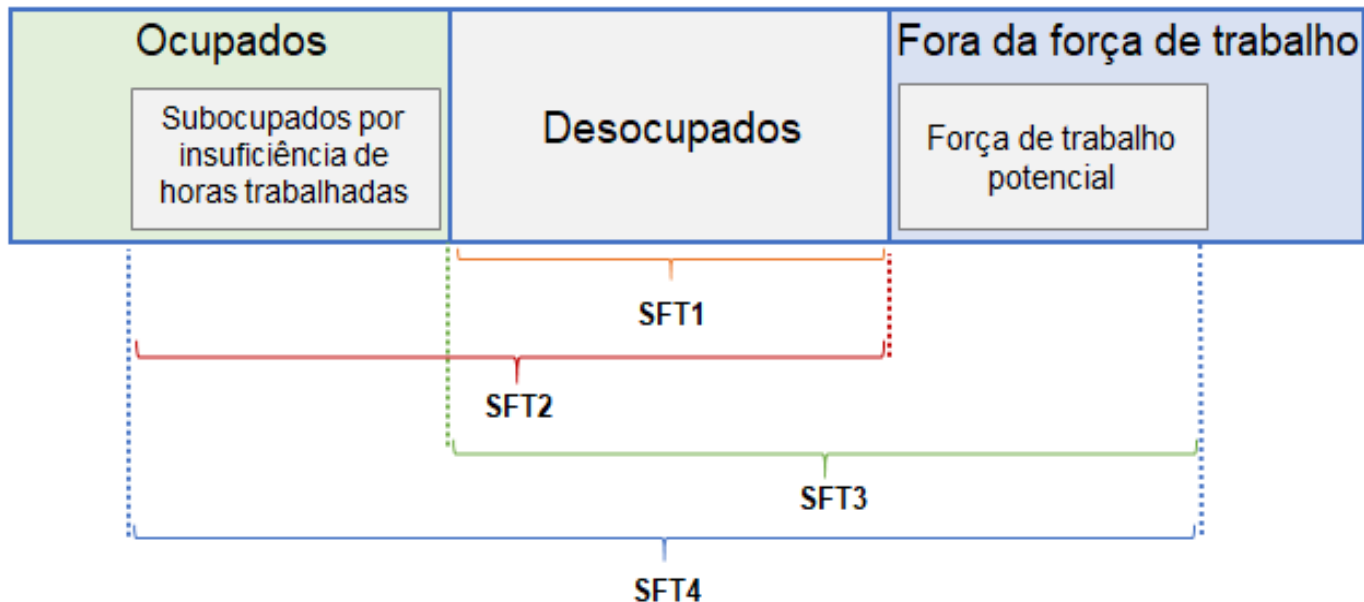 Ocupados
Subocupados por
insuficiência de
horas trabalhadas
Desocupados
Fora da força de trabalho
Força de trabalho
potencial
SFT1
SFT2
SFT3
SFT4